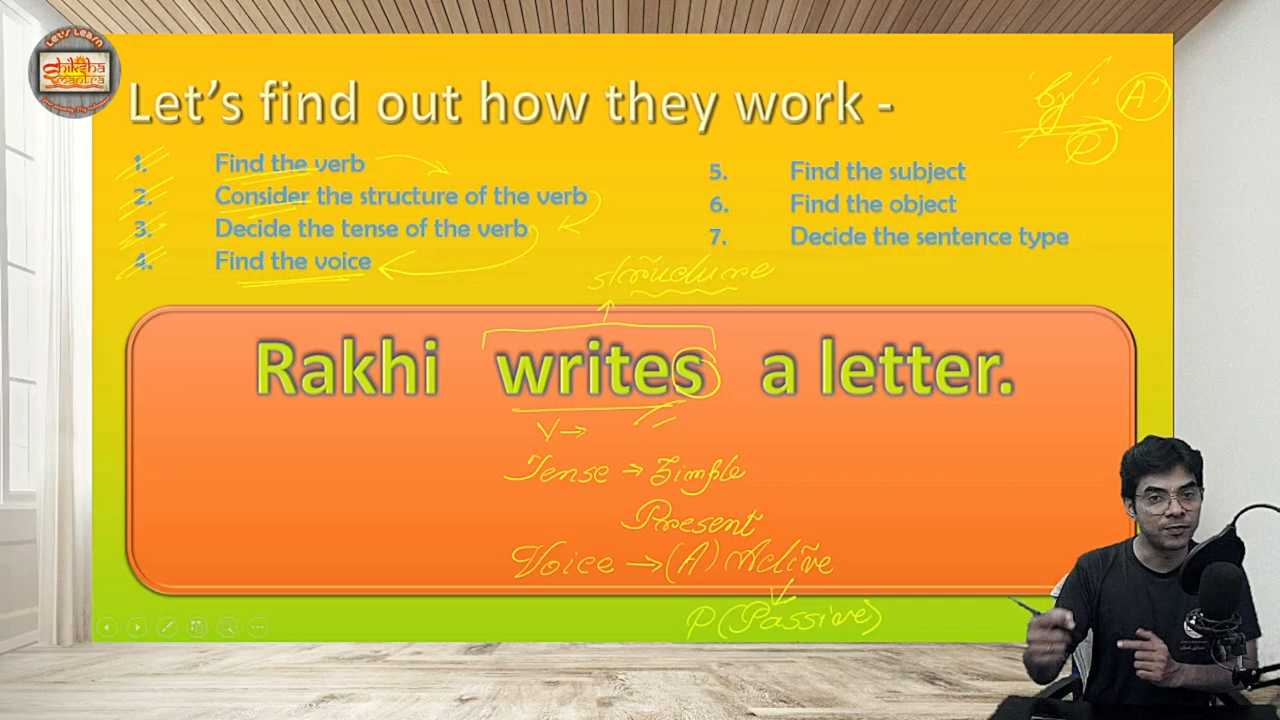 Let's Learn
Shiksha
mantra
Let's find out how they work -
'by' A
P
1. Find the verb
2. Consider the structure of the verb
3. Decide the tense of the verb
4. Find the voice
5. Find the subject
6. Find the object
7. Decide the sentence type
structure
Rakhi writes a letter.
V →
Tense → Simple
Present
Voice → (A) Active
P (Passive)